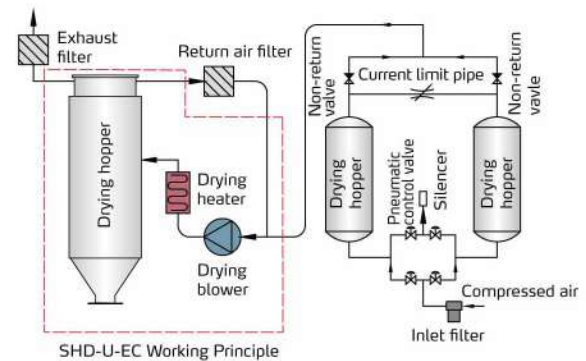 Exhaust
filter
Return air filter
Drying hopper
Drying
heater
Drying
blower
SHD-U-EC Working Principle
Non-return
valve
Current limit pipe
Non-return
vavle
Drying
hopper
Pneumatic
control valve
Silencer
Drying
hopper
Compressed air
Inlet filter